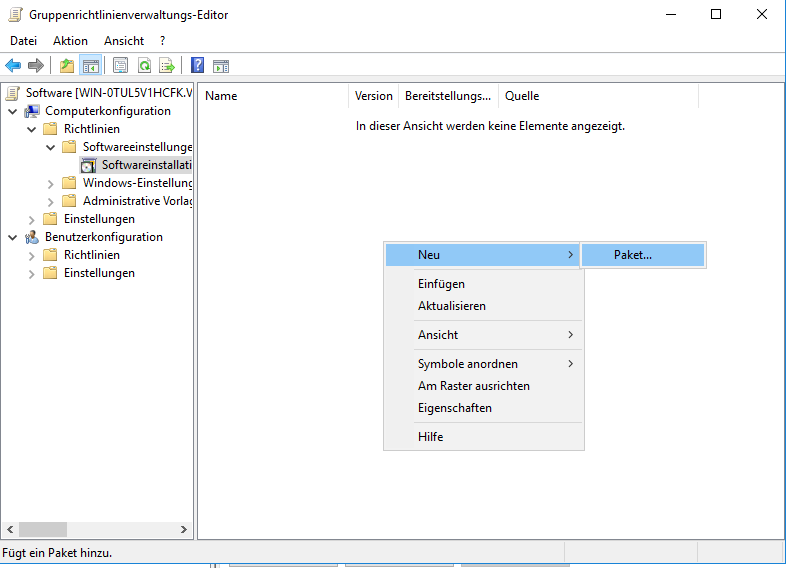 Gruppenrichtlinienverwaltungs-Editor
Datei Aktion Ansicht ?
Software [WIN-0TUL5V1HCFK.V
Computerkonfiguration
Richtlinien
Softwareeinstellunge
Softwareinstallati
Windows-Einstellung
Administrative Vorlag
Einstellungen
Benutzerkonfiguration
Richtlinien
Einstellungen
Name Version Bereitstellungs... Quelle
In dieser Ansicht werden keine Elemente angezeigt.
Neu
Paket...
Einfügen
Aktualisieren
Ansicht
Symbole anordnen
Am Raster ausrichten
Eigenschaften
Hilfe
Fügt ein Paket hinzu.